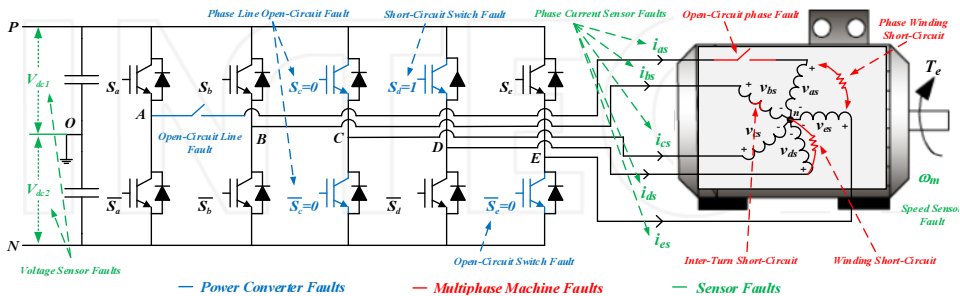 Phase Line Open-Circuit Fault
Short-Circuit Switch Fault
Phase Current Sensor Faults
Open-Circuit phase Fault
Phase Winding
Short-Circuit
P
V_dc1
O
V_dc2
N
S_a
S_b
S_c=0
S_d=1
S_e
A
Open-Circuit Line
Fault
B
C
D
E
S̅_a
S̅_b
S̅_c=0
S̅_d
S̅_e=0
i_as
i_bs
i_cs
i_ds
i_es
+ v_as -
+ v_bs -
+ v_cs -
+ v_ds -
+ v_es -
n
T_e
ω_m
Speed Sensor
Fault
Voltage Sensor Faults
Open-Circuit Switch Fault
Inter-Turn Short-Circuit
Winding Short-Circuit
Power Converter Faults
Multiphase Machine Faults
Sensor Faults
INTECH